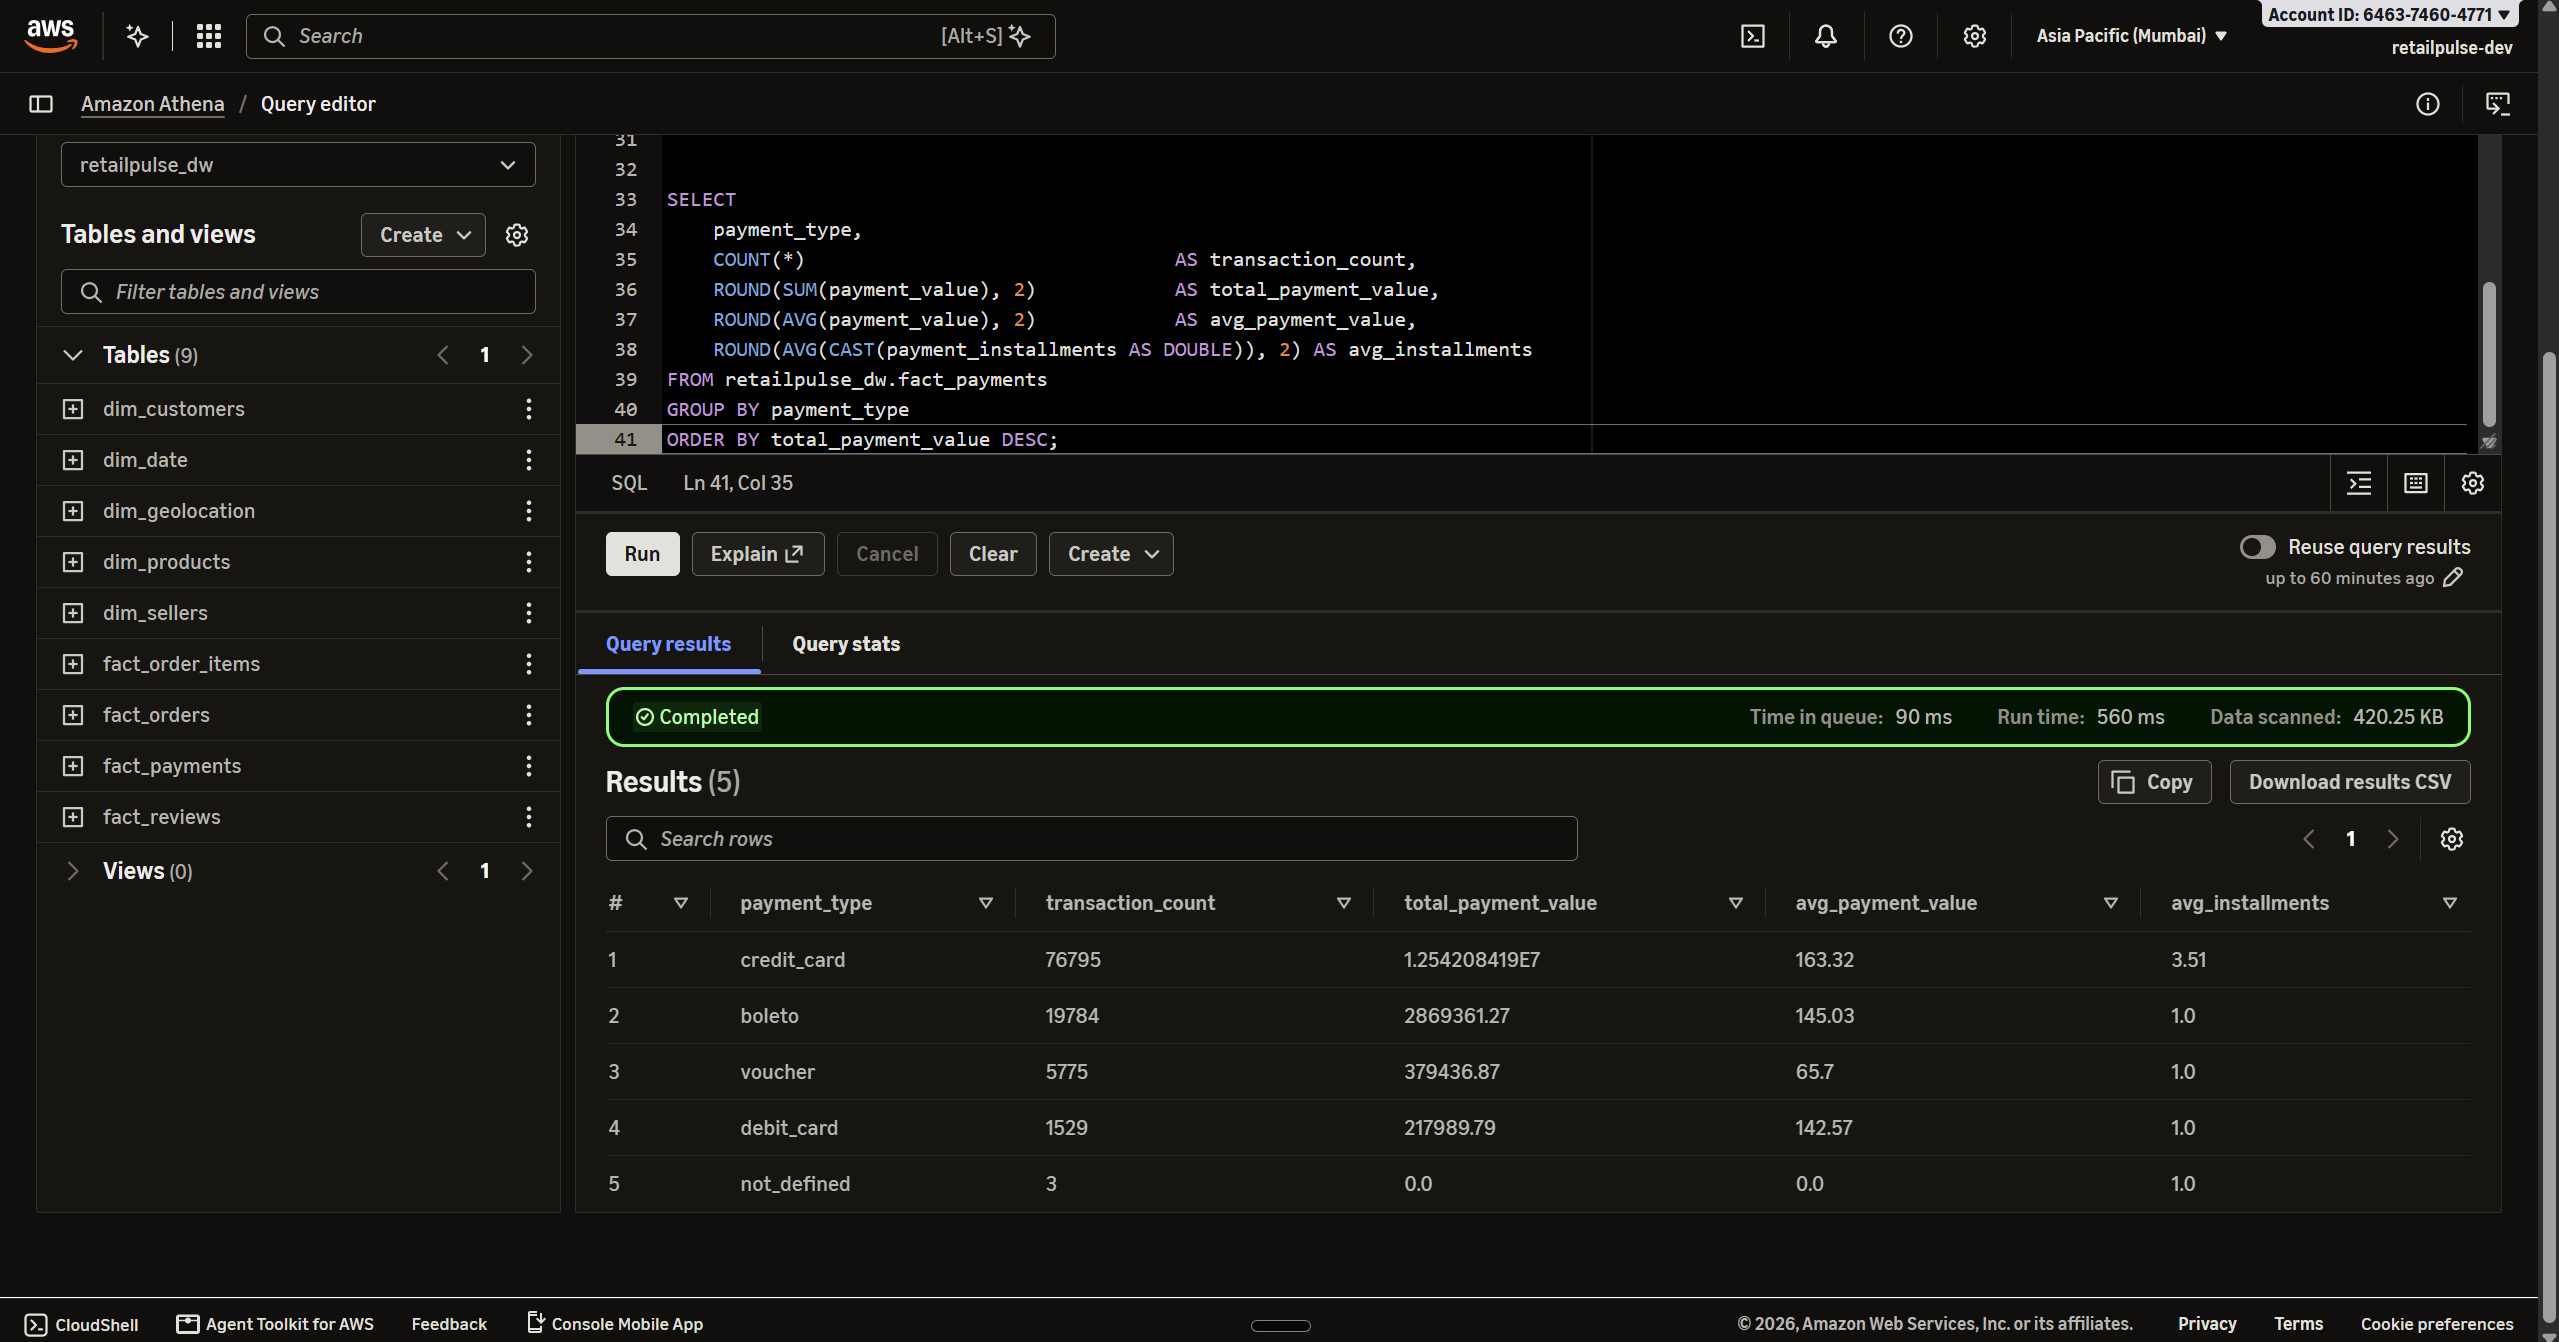 aws
Search [Alt+S]
Asia Pacific (Mumbai)
Account ID: 6463-7460-4771
retailpulse-dev
Amazon Athena / Query editor
retailpulse_dw
Tables and views
Create
Filter tables and views
Tables (9)
1
dim_customers
dim_date
dim_geolocation
dim_products
dim_sellers
fact_order_items
fact_orders
fact_payments
fact_reviews
Views (0)
1
31
32
33 SELECT
34 payment_type,
35 COUNT(*) AS transaction_count,
36 ROUND(SUM(payment_value), 2) AS total_payment_value,
37 ROUND(AVG(payment_value), 2) AS avg_payment_value,
38 ROUND(AVG(CAST(payment_installments AS DOUBLE)), 2) AS avg_installments
39 FROM retailpulse_dw.fact_payments
40 GROUP BY payment_type
41 ORDER BY total_payment_value DESC;
SQL Ln 41, Col 35
Run
Explain
Cancel
Clear
Create
Reuse query results
up to 60 minutes ago
Query results
Query stats
Completed
Time in queue: 90 ms Run time: 560 ms Data scanned: 420.25 KB
Results (5)
Copy
Download results CSV
Search rows
1
# payment_type transaction_count total_payment_value avg_payment_value avg_installments
1 credit_card 76795 1.254208419E7 163.32 3.51
2 boleto 19784 2869361.27 145.03 1.0
3 voucher 5775 379436.87 65.7 1.0
4 debit_card 1529 217989.79 142.57 1.0
5 not_defined 3 0.0 0.0 1.0
CloudShell Agent Toolkit for AWS Feedback Console Mobile App
© 2026, Amazon Web Services, Inc. or its affiliates. Privacy Terms Cookie preferences